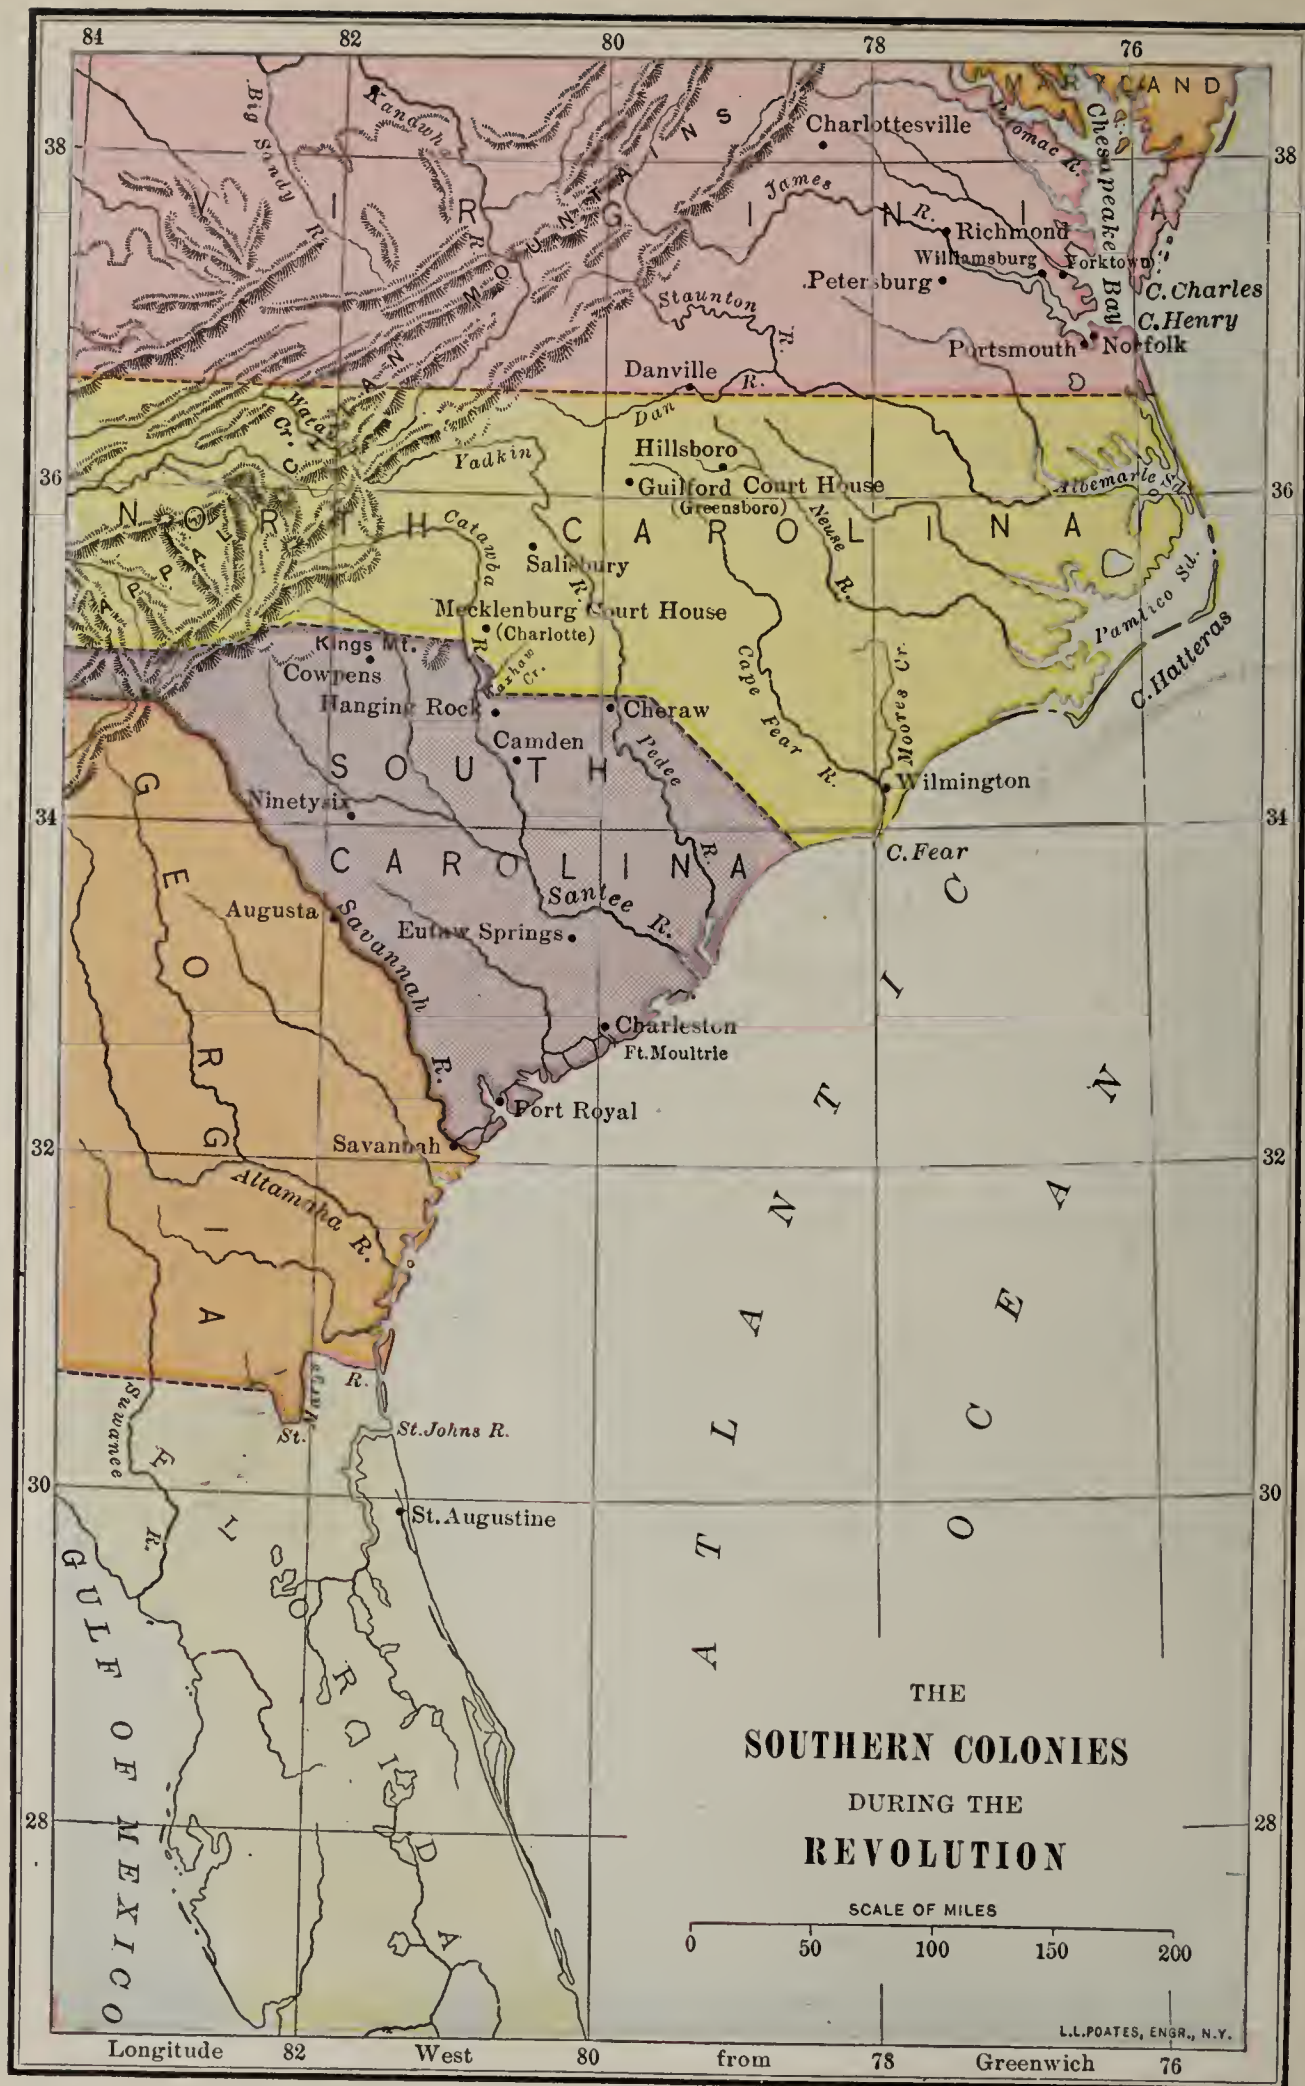 84 82 80 78 76
MARYLAND
Big Sandy R.
Kanawha R.
Charlottesville
Potomac R.
Chesapeake Bay
38 38
VIRGINIA
James R.
Richmond
Williamsburg
Yorktown
Petersburg
C. Charles
C. Henry
Staunton R.
Portsmouth
Norfolk
Danville
Dan R.
APPALACHIAN MOUNTAINS
Watauga Cr.
Yadkin R.
Hillsboro
Guilford Court House
(Greensboro)
Albemarle Sd.
36 36
NORTH CAROLINA
Catawba R.
Neuse R.
Salisbury
Mecklenburg Court House
(Charlotte)
Pamlico Sd.
C. Hatteras
Kings Mt.
Cowpens
Waxhaw Cr.
Hanging Rock
Cheraw
Cape Fear R.
Moores Cr.
Camden
Pedee R.
SOUTH CAROLINA
Wilmington
Ninetysix
34 34
C. Fear
Santee R.
Augusta
Savannah R.
Eutaw Springs
GEORGIA
Charleston
Ft. Moultrie
Port Royal
Savannah
32 32
Altamaha R.
ATLANTIC OCEAN
St. Marys R.
Suwanee R.
St. Johns R.
30 30
St. Augustine
FLORIDA
GULF OF MEXICO
28 28
THE
SOUTHERN COLONIES
DURING THE
REVOLUTION
SCALE OF MILES
0 50 100 150 200
L.L. POATES, ENGR., N.Y.
Longitude 82 West 80 from 78 Greenwich 76